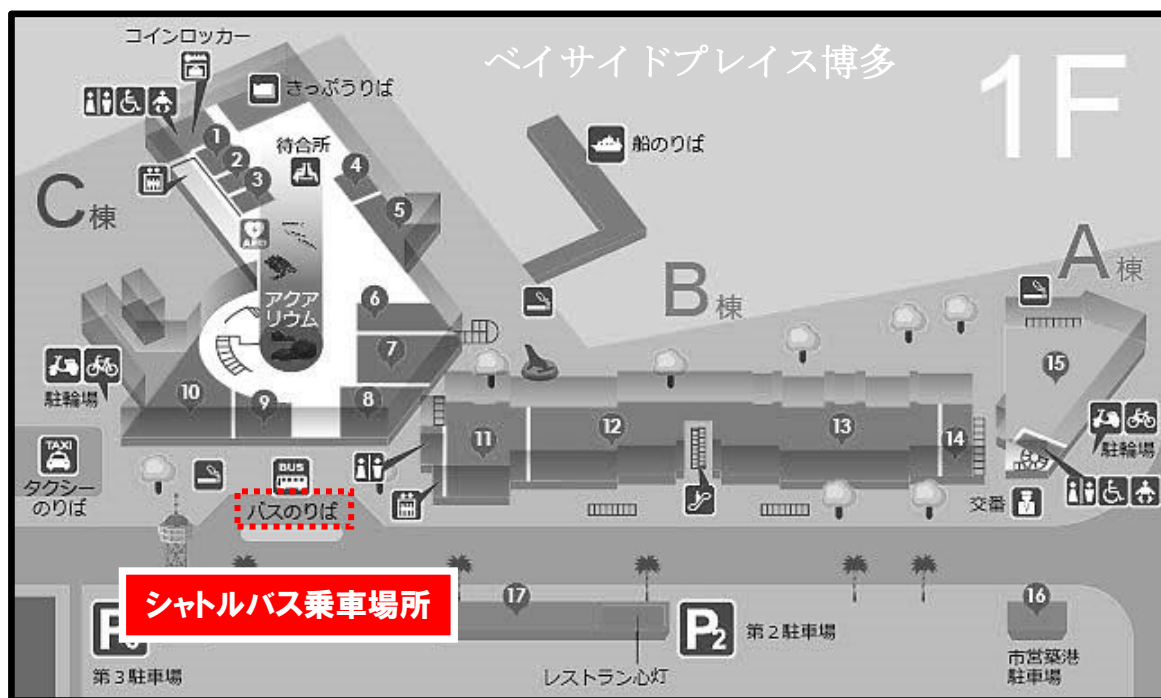 コインロッカー
ベイサイドプレイス博多
1F
きっぷうりば
待合所
船のりば
1
2
3
4
5
C棟
AED
アクア
リウム
6
7
8
9
10
B棟
A棟
11
12
13
14
15
駐輪場
駐輪場
TAXI
タクシー
のりば
BUS
バスのりば
交番
シャトルバス乗車場所
17
16
P2
第2駐車場
第3駐車場
レストラン心灯
市営築港
駐車場